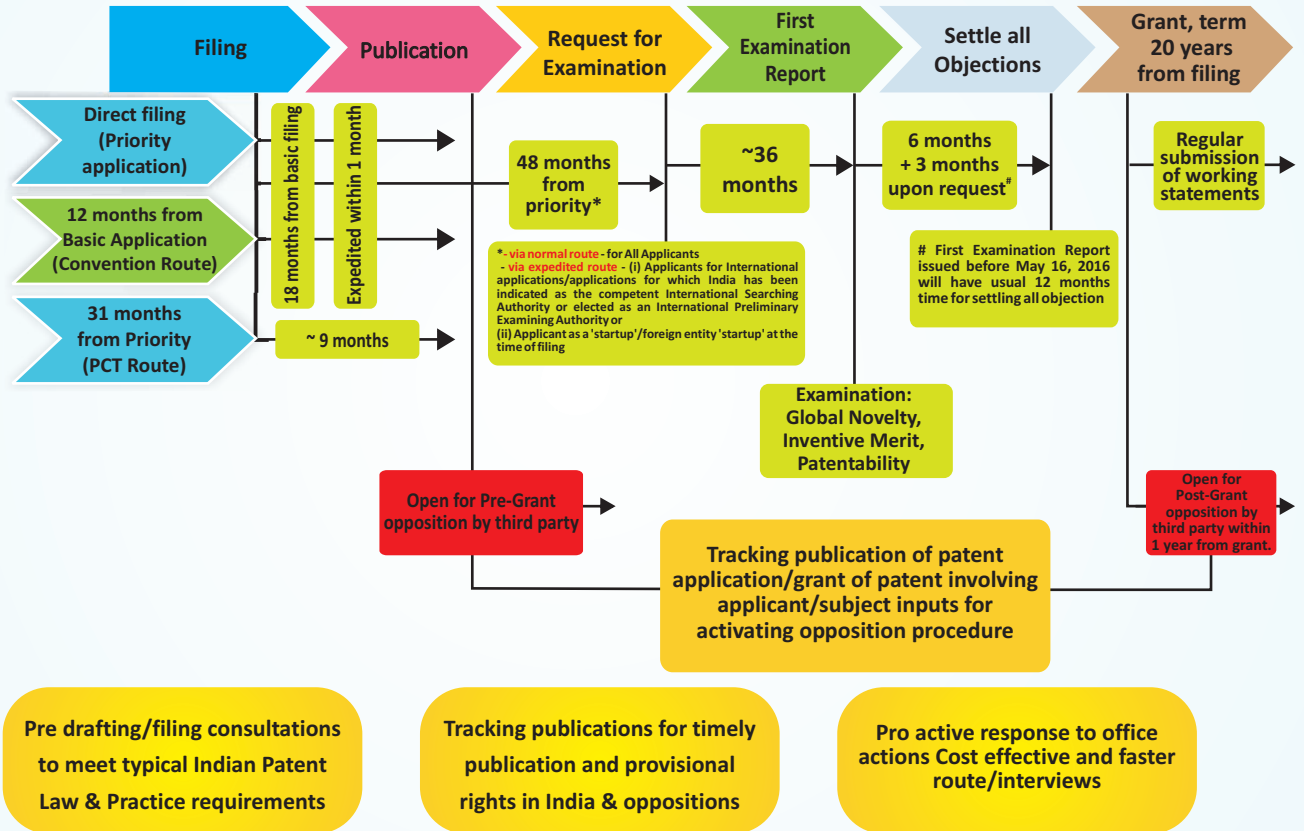 Filing
Publication
Request for
Examination
First
Examination
Report
Settle all
Objections
Grant, term
20 years
from filing
Direct filing
(Priority
application)
12 months from
Basic Application
(Convention Route)
31 months
from Priority
(PCT Route)
18 months from basic filing
Expedited within 1 month
~ 9 months
48 months
from
priority*
~36
months
6 months
+ 3 months
upon request#
Regular
submission
of working
statements
*- via normal route - for All Applicants
- via expedited route - (i) Applicants for International
applications/applications for which India has been
indicated as the competent International Searching
Authority or elected as an International Preliminary
Examining Authority or
(ii) Applicant as a 'startup'/foreign entity 'startup' at the
time of filing
# First Examination Report
issued before May 16, 2016
will have usual 12 months
time for settling all objection
Examination:
Global Novelty,
Inventive Merit,
Patentability
Open for Pre-Grant
opposition by third party
Open for
Post-Grant
opposition by
third party within
1 year from grant.
Tracking publication of patent
application/grant of patent involving
applicant/subject inputs for
activating opposition procedure
Pre drafting/filing consultations
to meet typical Indian Patent
Law & Practice requirements
Tracking publications for timely
publication and provisional
rights in India & oppositions
Pro active response to office
actions Cost effective and faster
route/interviews